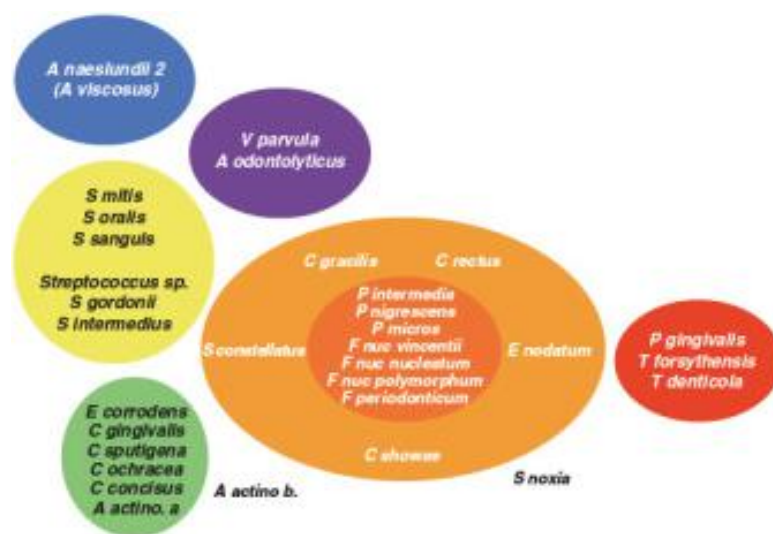 A naeslundii 2
(A viscosus)
V parvula
A odontolyticus
S mitis
S oralis
S sanguis
Streptococcus sp.
S gordonii
S intermedius
C gracilis
C rectus
P intermedia
P nigrescens
P micros
F nuc vincentii
F nuc nucleatum
F nuc polymorphum
F periodonticum
S constellatus
E nodatum
C showae
P gingivalis
T forsythensis
T denticola
E corrodens
C gingivalis
C sputigena
C ochracea
C concisus
A actino. a
A actino b.
S noxia